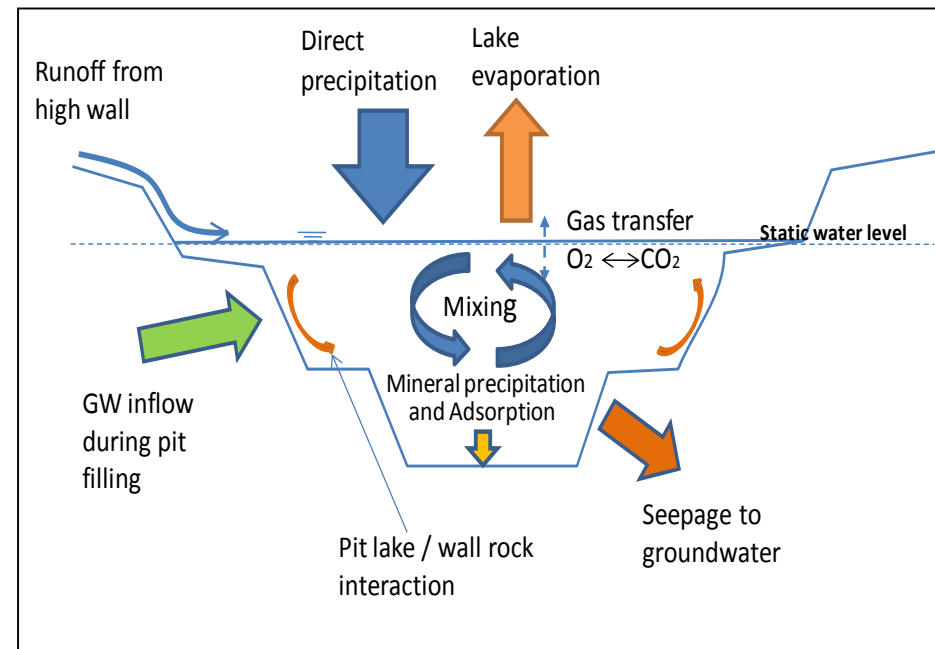 Runoff from
high wall
Direct
precipitation
Lake
evaporation
Gas transfer
Static water level
O₂ ↔CO₂
Mixing
Mineral precipitation
and Adsorption
GW inflow
during pit
filling
Pit lake / wall rock
interaction
Seepage to
groundwater